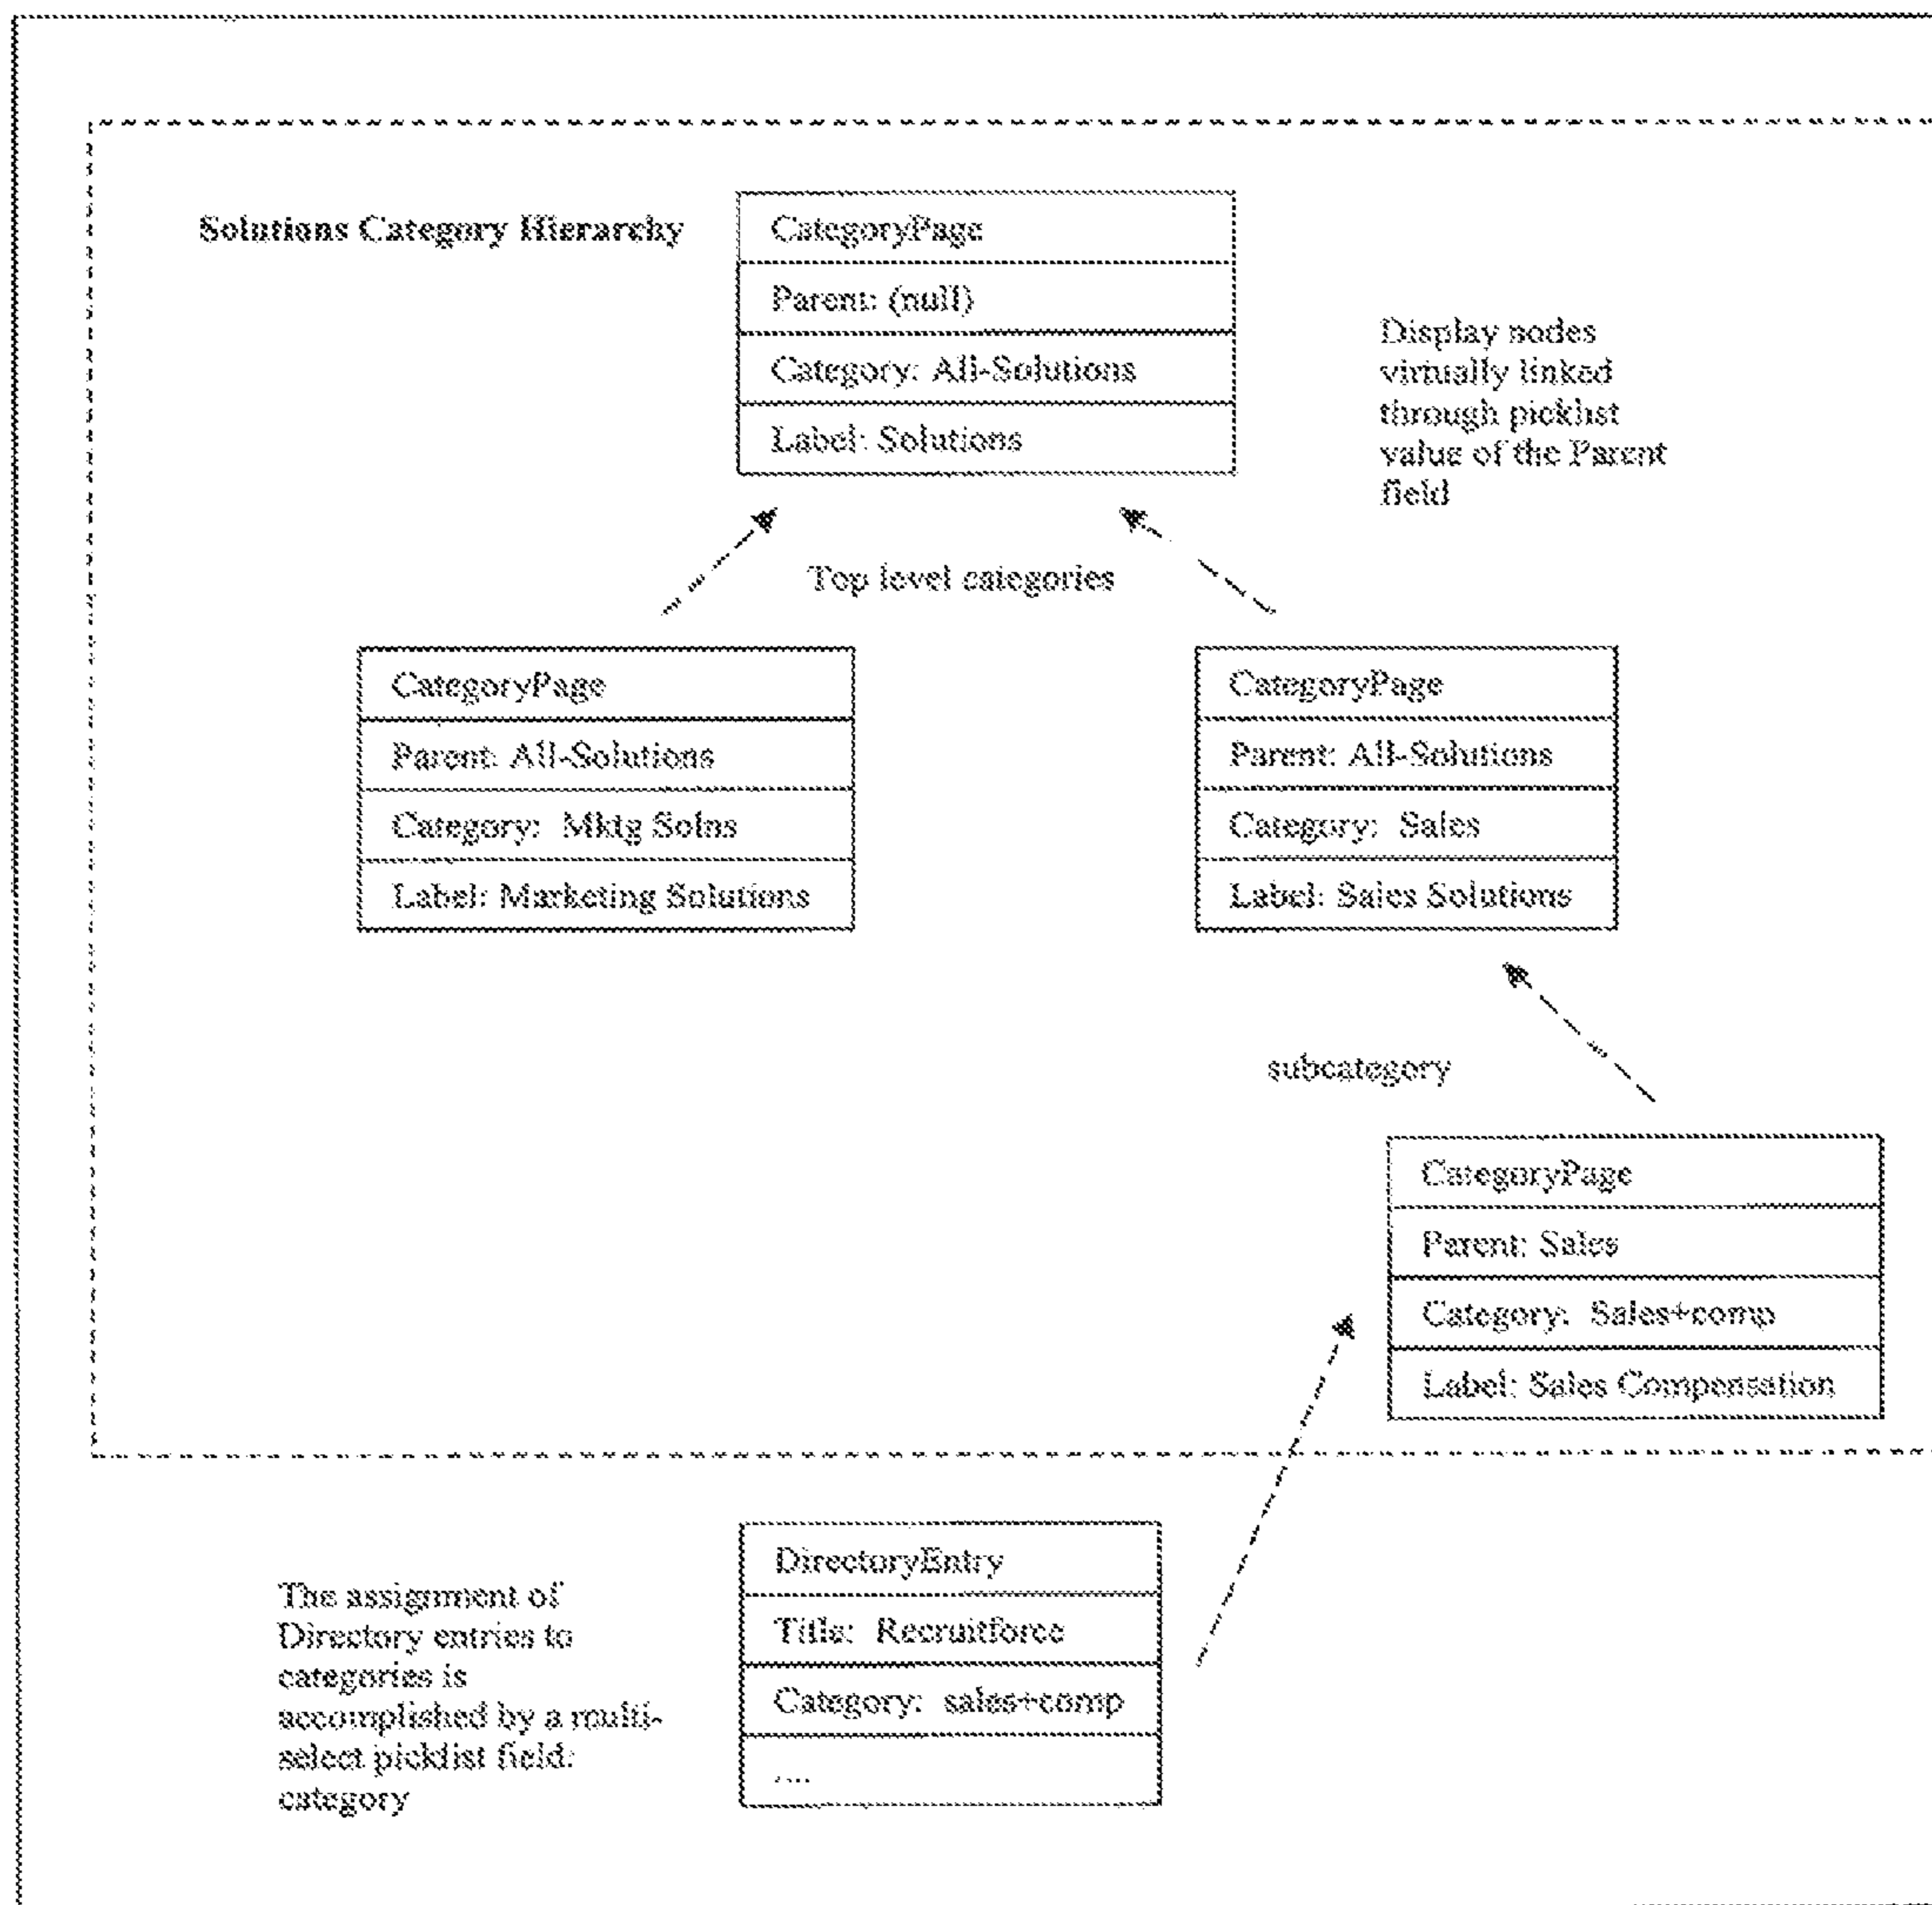 Solutions Category Hierarchy
CategoryPage
Parent: (null)
Category: All-Solutions
Label: Solutions
Display nodes
virtually linked
through picklist
value of the Parent
field
Top level categories
CategoryPage
Parent: All-Solutions
Category: Mktg Solns
Label: Marketing Solutions
CategoryPage
Parent: All-Solutions
Category: Sales
Label: Sales Solutions
subcategory
CategoryPage
Parent: Sales
Category: Sales+comp
Label: Sales Compensation
The assignment of
Directory entries to
categories is
accomplished by a multi-
select picklist field:
category
DirectoryEntry
Title: Recruitforce
Category: sales+comp
....